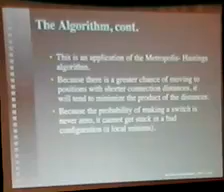 The Algorithm, cont.
• This is an application of the Metropolis- Hastings
algorithm.
• Because there is a greater chance of moving to
positions with shorter connection distances, it
will tend to minimize the product of the distances.
• Because the probability of making a switch is
never zero, it cannot get stuck in a bad
configuration (a local minima).